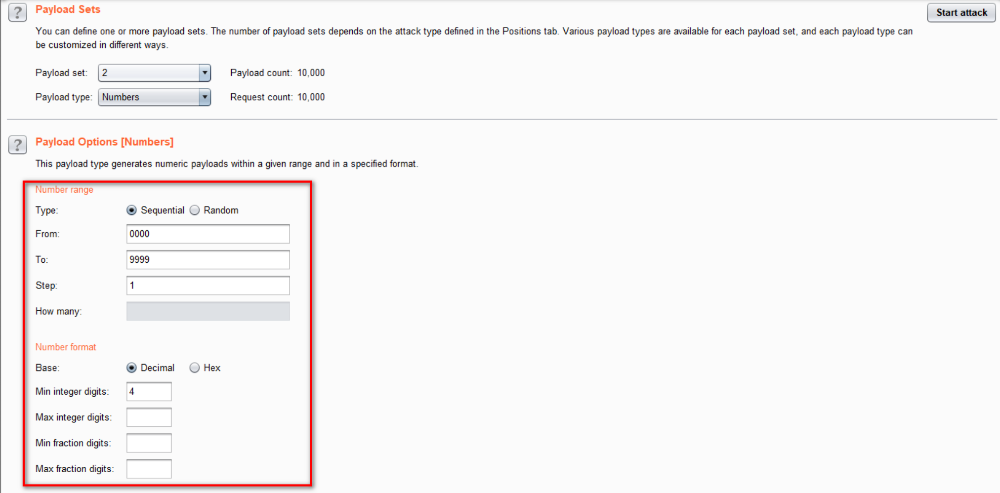 ?
Payload Sets
Start attack
You can define one or more payload sets. The number of payload sets depends on the attack type defined in the Positions tab. Various payload types are available for each payload set, and each payload type can
be customized in different ways.
Payload set: 2 Payload count: 10,000
Payload type: Numbers Request count: 10,000
?
Payload Options [Numbers]
This payload type generates numeric payloads within a given range and in a specified format.
Number range
Type: Sequential Random
From: 0000
To: 9999
Step: 1
How many:
Number format
Base: Decimal Hex
Min integer digits: 4
Max integer digits:
Min fraction digits:
Max fraction digits: